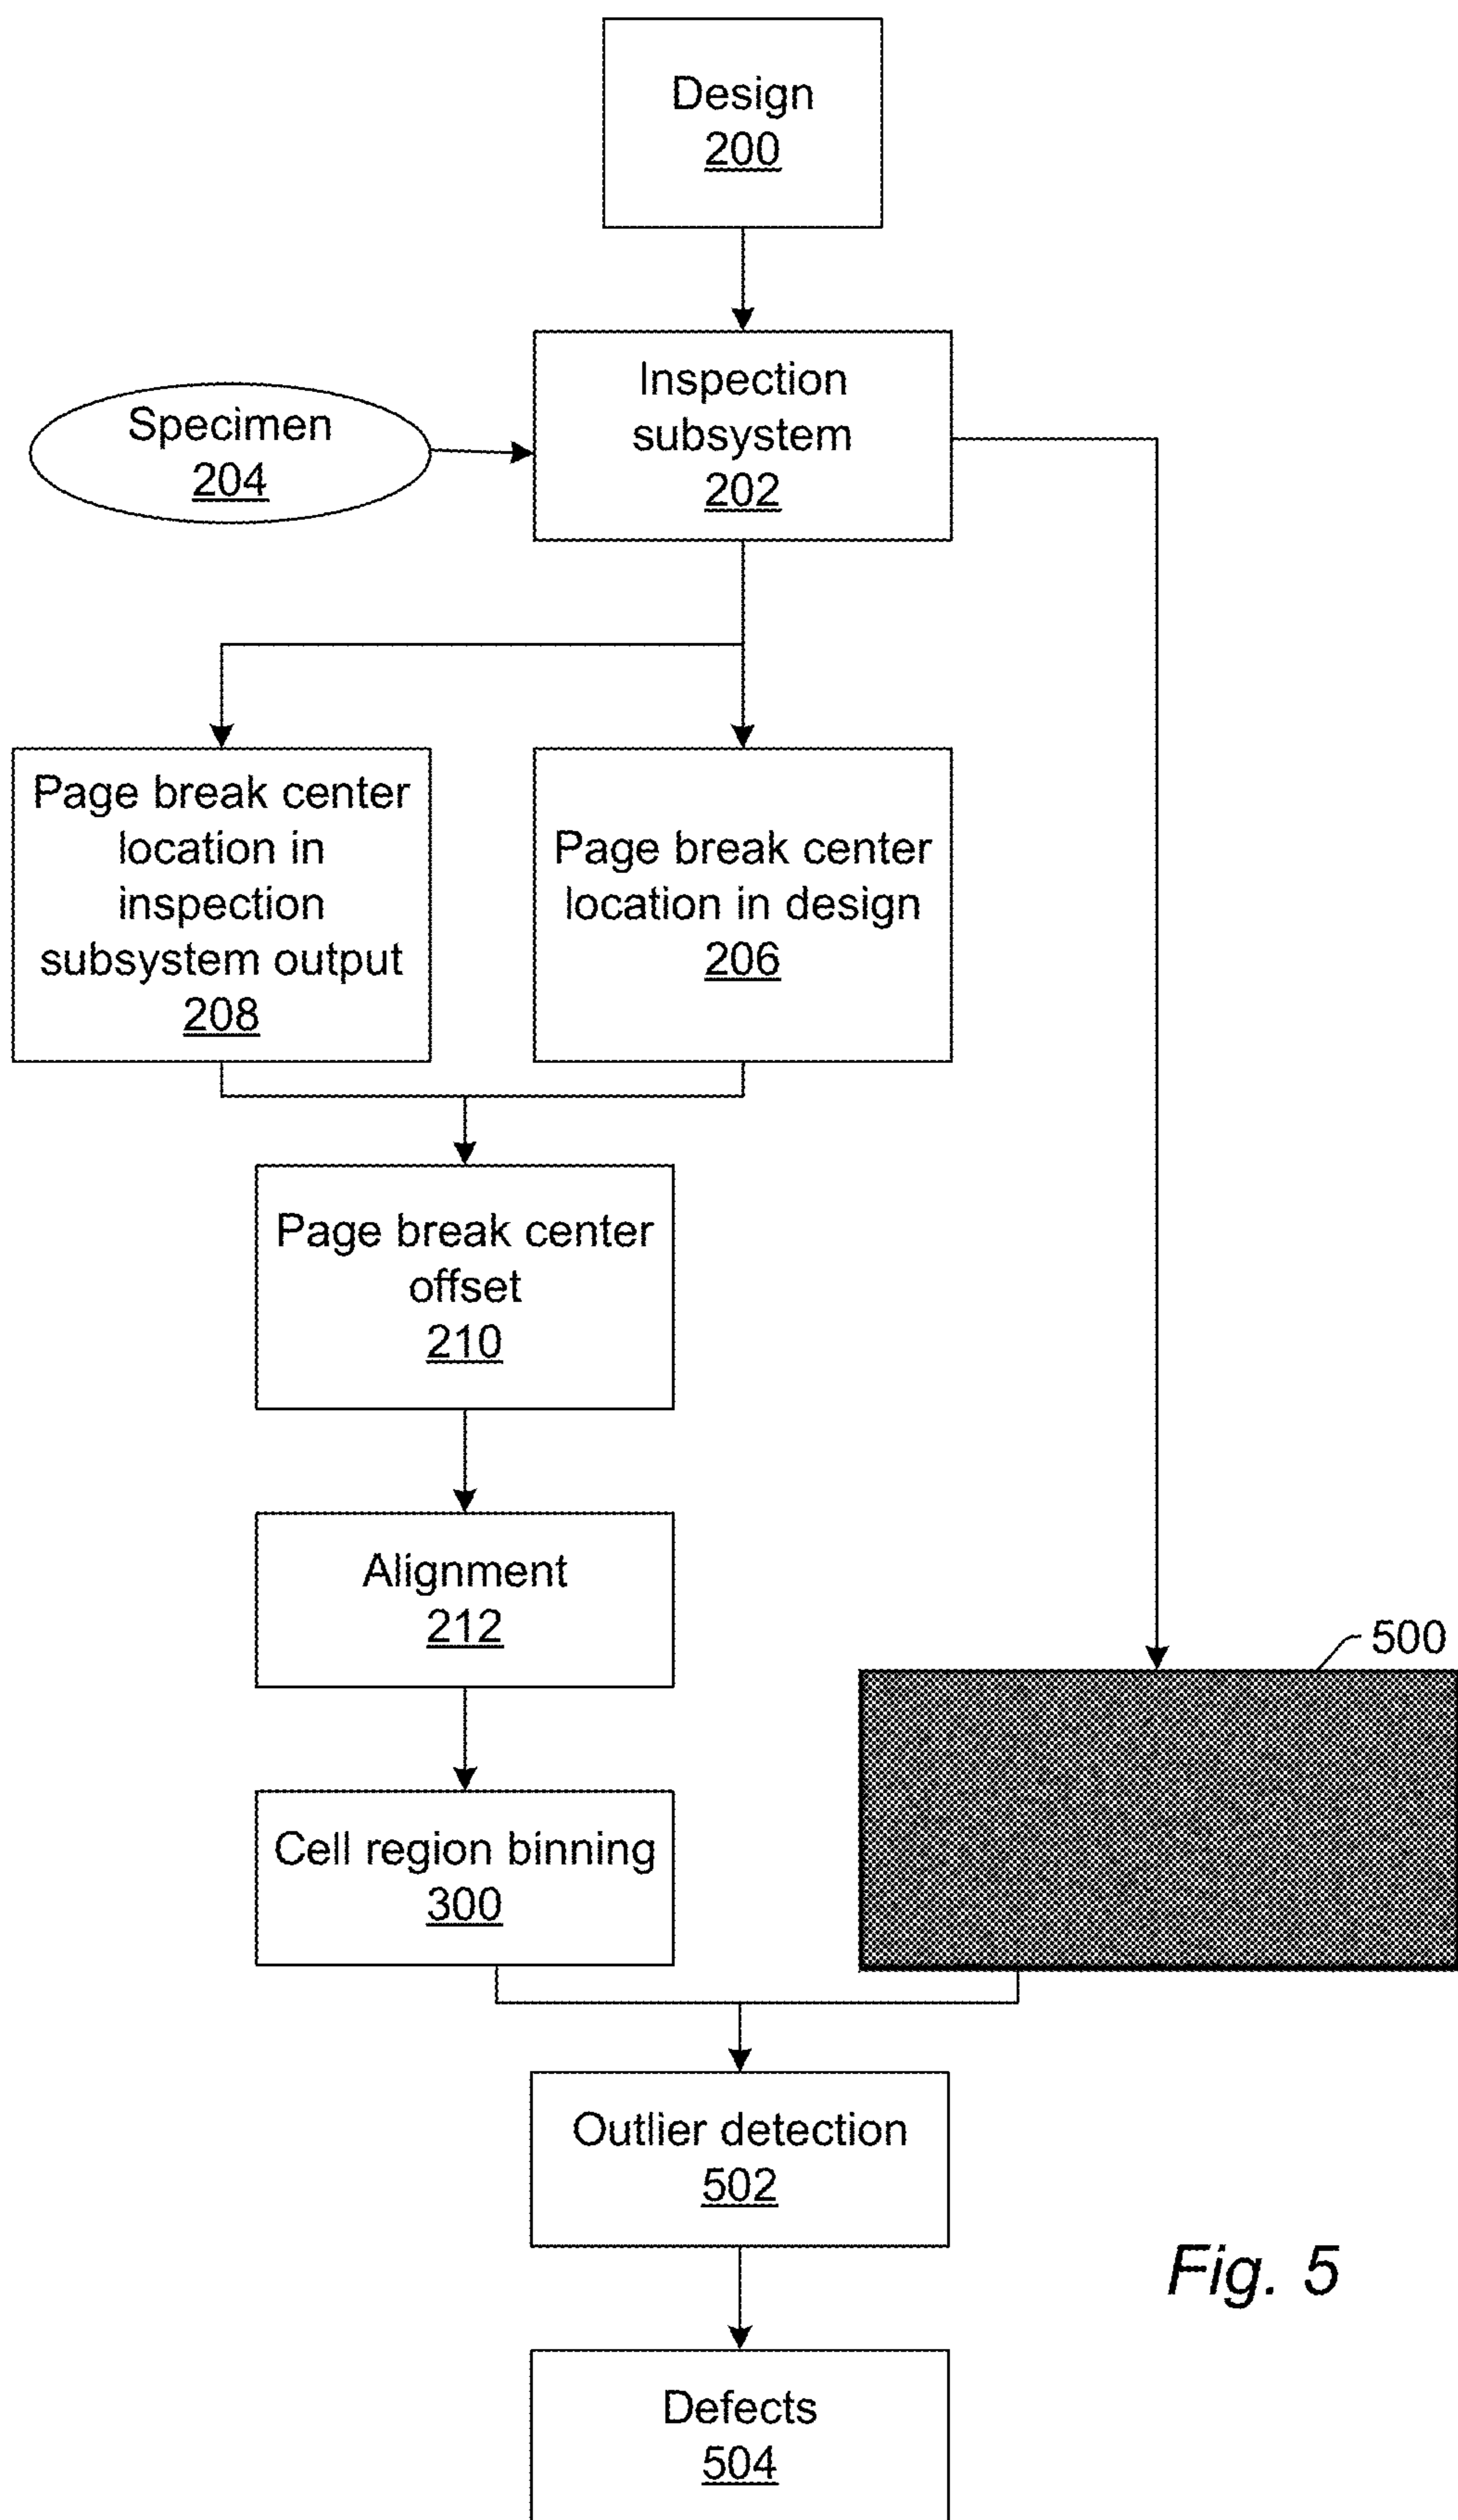 Design
200
Inspection
subsystem
202
Specimen
204
Page break center
location in
inspection
subsystem output
208
Page break center
location in design
206
Page break center
offset
210
Alignment
212
500
Cell region binning
300
Outlier detection
502
Fig. 5
Defects
504